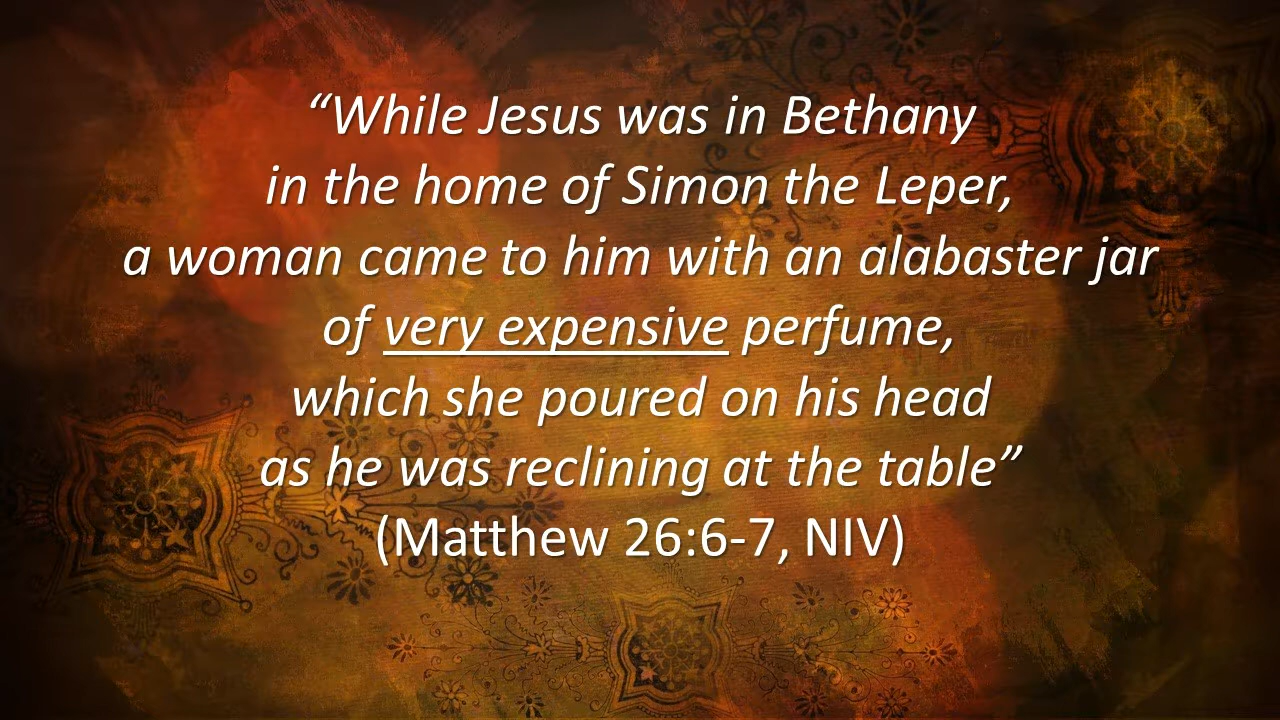 “While Jesus was in Bethany
in the home of Simon the Leper,
a woman came to him with an alabaster jar
of very expensive perfume,
which she poured on his head
as he was reclining at the table”
(Matthew 26:6-7, NIV)